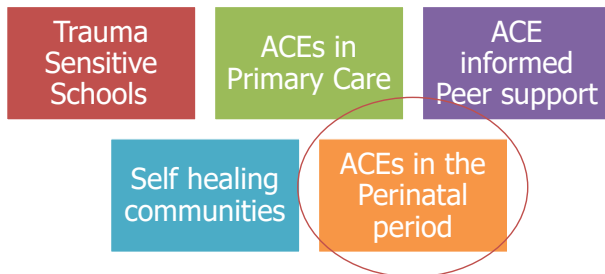 Trauma
Sensitive
Schools
ACEs in
Primary Care
ACE
informed
Peer support
Self healing
communities
ACEs in the
Perinatal
period